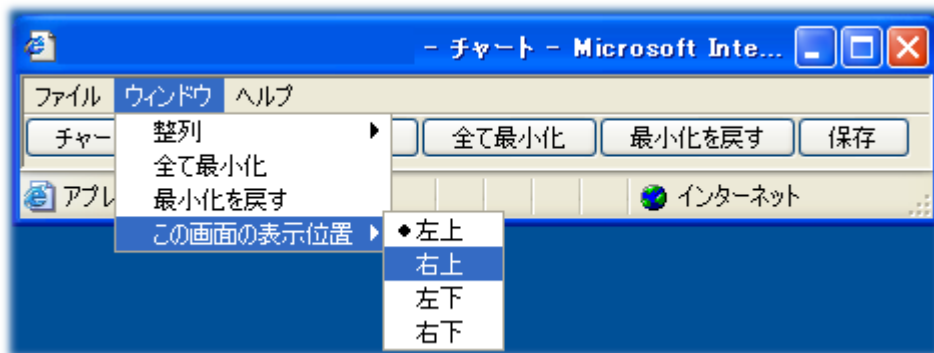 - チャート - Microsoft Inte...
ファイル ウィンドウ ヘルプ
チャー 全て最小化 最小化を戻す 保存
整列
全て最小化
最小化を戻す
この画面の表示位置
アプレ インターネット
左上
右上
左下
右下